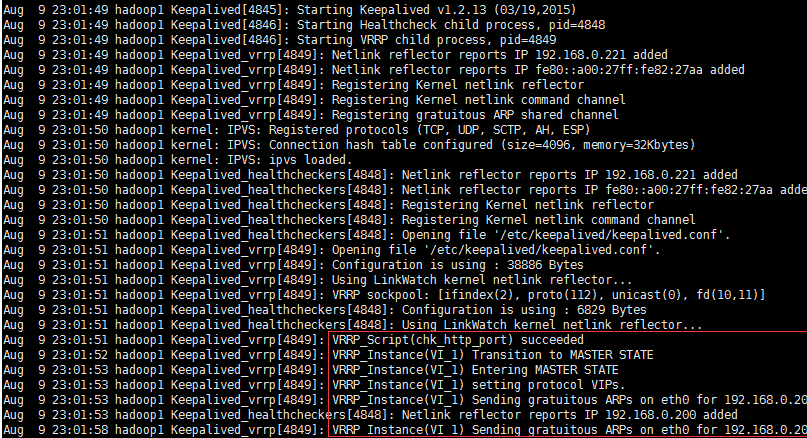 Aug  9 23:01:49 hadoop1 Keepalived[4845]: Starting Keepalived v1.2.13 (03/19,2015)
Aug  9 23:01:49 hadoop1 Keepalived[4846]: Starting Healthcheck child process, pid=4848
Aug  9 23:01:49 hadoop1 Keepalived[4846]: Starting VRRP child process, pid=4849
Aug  9 23:01:49 hadoop1 Keepalived_vrrp[4849]: Netlink reflector reports IP 192.168.0.221 added
Aug  9 23:01:49 hadoop1 Keepalived_vrrp[4849]: Netlink reflector reports IP fe80::a00:27ff:fe82:27aa added
Aug  9 23:01:49 hadoop1 Keepalived_vrrp[4849]: Registering Kernel netlink reflector
Aug  9 23:01:49 hadoop1 Keepalived_vrrp[4849]: Registering Kernel netlink command channel
Aug  9 23:01:49 hadoop1 Keepalived_vrrp[4849]: Registering gratuitous ARP shared channel
Aug  9 23:01:50 hadoop1 kernel: IPVS: Registered protocols (TCP, UDP, SCTP, AH, ESP)
Aug  9 23:01:50 hadoop1 kernel: IPVS: Connection hash table configured (size=4096, memory=32Kbytes)
Aug  9 23:01:50 hadoop1 kernel: IPVS: ipvs loaded.
Aug  9 23:01:50 hadoop1 Keepalived_healthcheckers[4848]: Netlink reflector reports IP 192.168.0.221 added
Aug  9 23:01:50 hadoop1 Keepalived_healthcheckers[4848]: Netlink reflector reports IP fe80::a00:27ff:fe82:27aa adde
Aug  9 23:01:50 hadoop1 Keepalived_healthcheckers[4848]: Registering Kernel netlink reflector
Aug  9 23:01:50 hadoop1 Keepalived_healthcheckers[4848]: Registering Kernel netlink command channel
Aug  9 23:01:51 hadoop1 Keepalived_healthcheckers[4848]: Opening file '/etc/keepalived/keepalived.conf'.
Aug  9 23:01:51 hadoop1 Keepalived_vrrp[4849]: Opening file '/etc/keepalived/keepalived.conf'.
Aug  9 23:01:51 hadoop1 Keepalived_vrrp[4849]: Configuration is using : 38886 Bytes
Aug  9 23:01:51 hadoop1 Keepalived_vrrp[4849]: Using LinkWatch kernel netlink reflector...
Aug  9 23:01:51 hadoop1 Keepalived_vrrp[4849]: VRRP sockpool: [ifindex(2), proto(112), unicast(0), fd(10,11)]
Aug  9 23:01:51 hadoop1 Keepalived_healthcheckers[4848]: Configuration is using : 6829 Bytes
Aug  9 23:01:51 hadoop1 Keepalived_healthcheckers[4848]: Using LinkWatch kernel netlink reflector...
Aug  9 23:01:51 hadoop1 Keepalived_vrrp[4849]: VRRP_Script(chk_http_port) succeeded
Aug  9 23:01:52 hadoop1 Keepalived_vrrp[4849]: VRRP_Instance(VI_1) Transition to MASTER STATE
Aug  9 23:01:53 hadoop1 Keepalived_vrrp[4849]: VRRP_Instance(VI_1) Entering MASTER STATE
Aug  9 23:01:53 hadoop1 Keepalived_vrrp[4849]: VRRP_Instance(VI_1) setting protocol VIPs.
Aug  9 23:01:53 hadoop1 Keepalived_vrrp[4849]: VRRP_Instance(VI_1) Sending gratuitous ARPs on eth0 for 192.168.0.20
Aug  9 23:01:53 hadoop1 Keepalived_healthcheckers[4848]: Netlink reflector reports IP 192.168.0.200 added
Aug  9 23:01:58 hadoop1 Keepalived_vrrp[4849]: VRRP_Instance(VI_1) Sending gratuitous ARPs on eth0 for 192.168.0.20